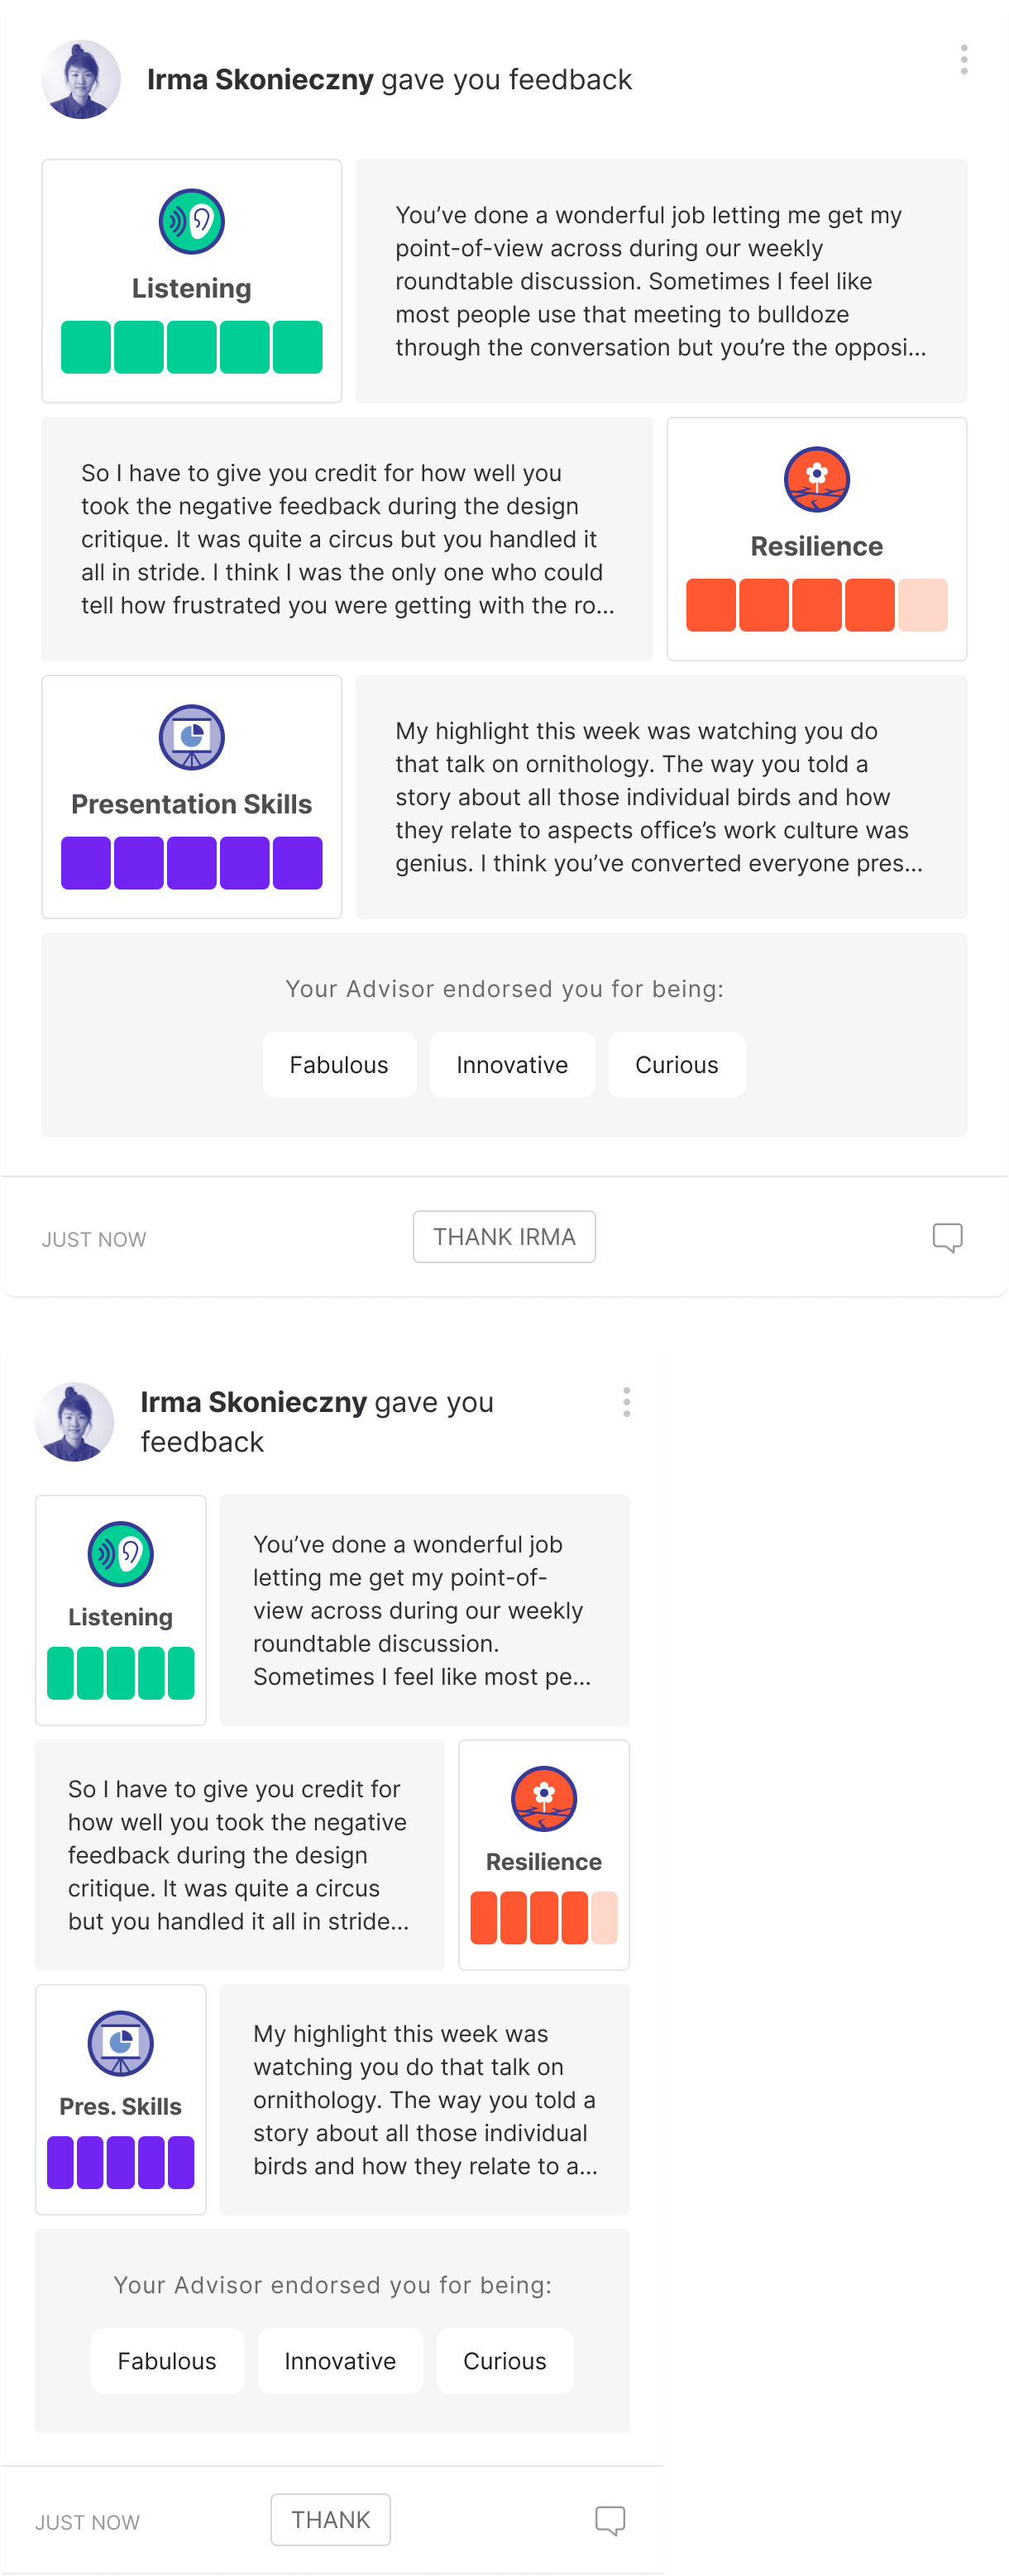 Irma Skonieczny gave you feedback
Listening
You’ve done a wonderful job letting me get my
point-of-view across during our weekly
roundtable discussion. Sometimes I feel like
most people use that meeting to bulldoze
through the conversation but you’re the opposi...
So I have to give you credit for how well you
took the negative feedback during the design
critique. It was quite a circus but you handled it
all in stride. I think I was the only one who could
tell how frustrated you were getting with the ro...
Resilience
Presentation Skills
My highlight this week was watching you do
that talk on ornithology. The way you told a
story about all those individual birds and how
they relate to aspects office’s work culture was
genius. I think you’ve converted everyone pres...
Your Advisor endorsed you for being:
Fabulous Innovative Curious
JUST NOW THANK IRMA
Irma Skonieczny gave you
feedback
Listening
You’ve done a wonderful job
letting me get my point-of-
view across during our weekly
roundtable discussion.
Sometimes I feel like most pe...
So I have to give you credit for
how well you took the negative
feedback during the design
critique. It was quite a circus
but you handled it all in stride...
Resilience
Pres. Skills
My highlight this week was
watching you do that talk on
ornithology. The way you told a
story about all those individual
birds and how they relate to a...
Your Advisor endorsed you for being:
Fabulous Innovative Curious
JUST NOW THANK